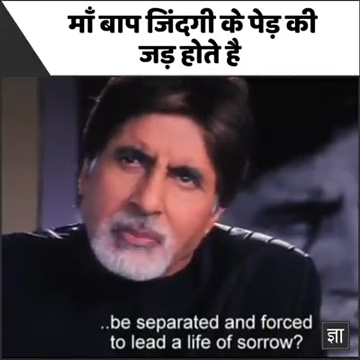 माँ बाप जिंदगी के पेड़ की
जड़ होते है
..be separated and forced
to lead a life of sorrow?
ज्ञा